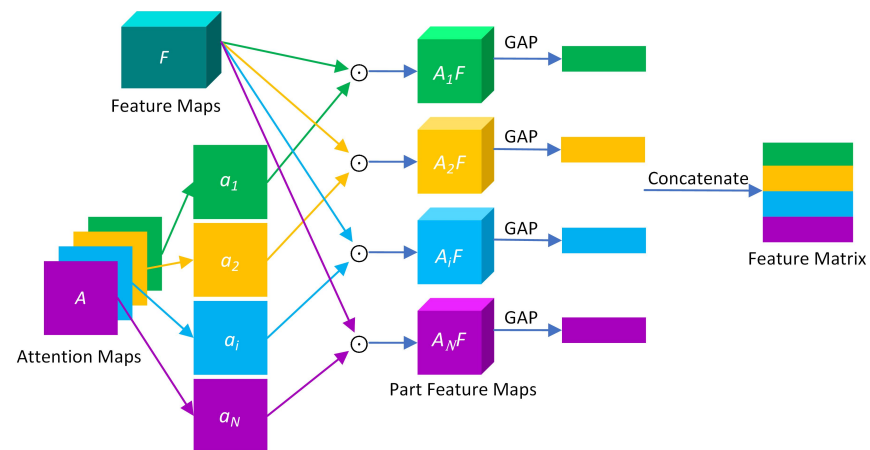 F
Feature Maps
a1
a2
ai
aN
A
Attention Maps
⊙
⊙
⊙
⊙
A1F
A2F
AiF
ANF
Part Feature Maps
GAP
GAP
GAP
GAP
Concatenate
Feature Matrix